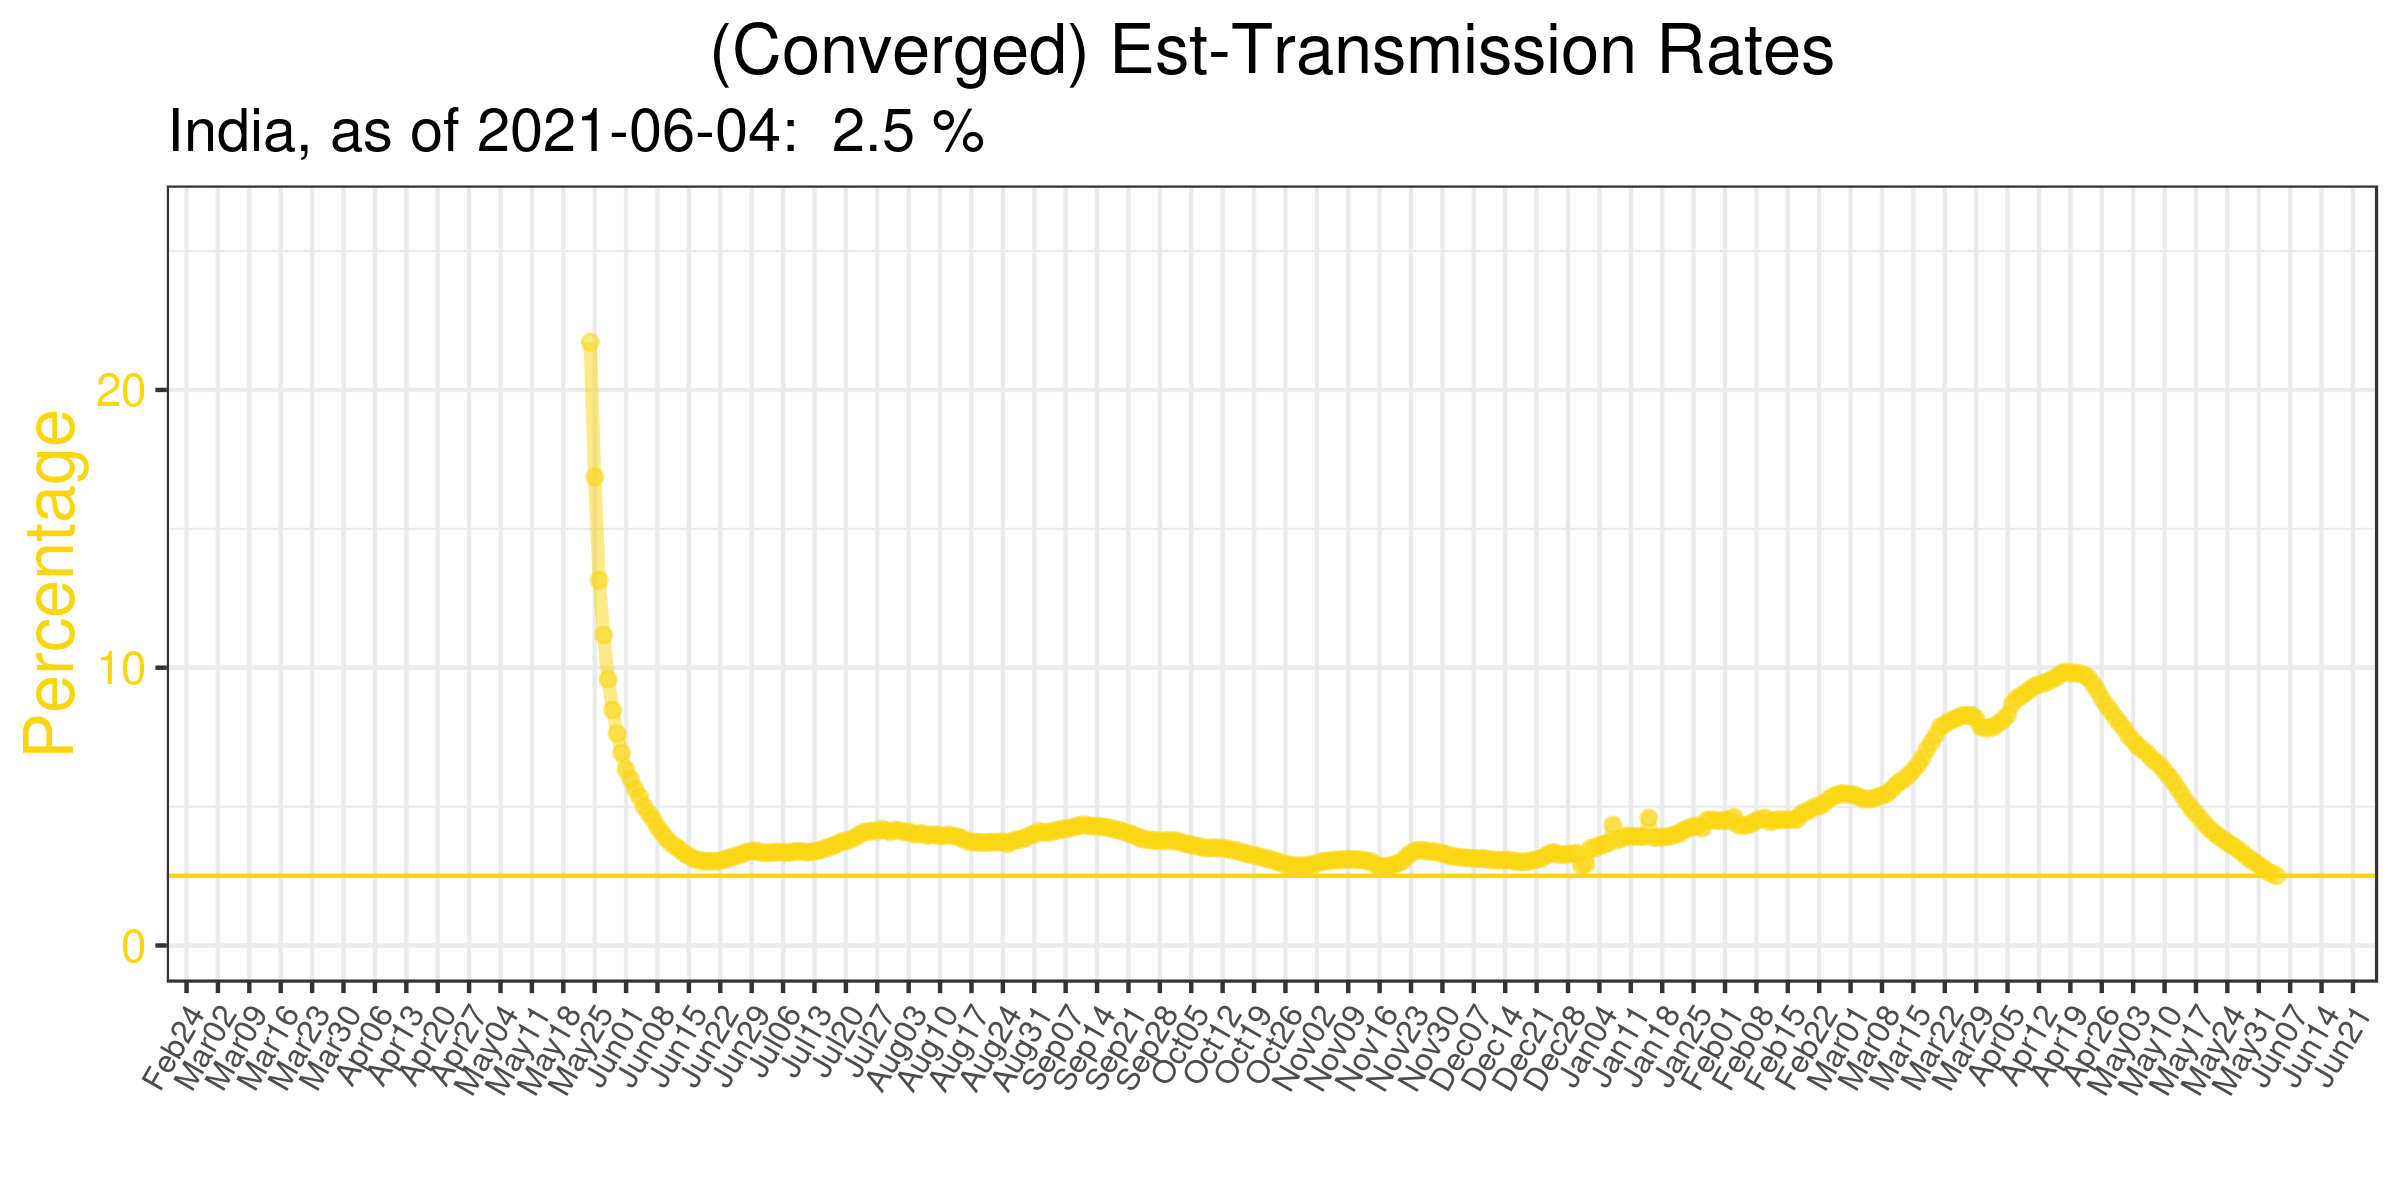 (Converged) Est-Transmission Rates
India, as of 2021-06-04:  2.5 %
Percentage
20
10
0
Feb24
Mar02
Mar09
Mar16
Mar23
Mar30
Apr06
Apr13
Apr20
Apr27
May04
May11
May18
May25
Jun01
Jun08
Jun15
Jun22
Jun29
Jul06
Jul13
Jul20
Jul27
Aug03
Aug10
Aug17
Aug24
Aug31
Sep07
Sep14
Sep21
Sep28
Oct05
Oct12
Oct19
Oct26
Nov02
Nov09
Nov16
Nov23
Nov30
Dec07
Dec14
Dec21
Dec28
Jan04
Jan11
Jan18
Jan25
Feb01
Feb08
Feb15
Feb22
Mar01
Mar08
Mar15
Mar22
Mar29
Apr05
Apr12
Apr19
Apr26
May03
May10
May17
May24
May31
Jun07
Jun14
Jun21